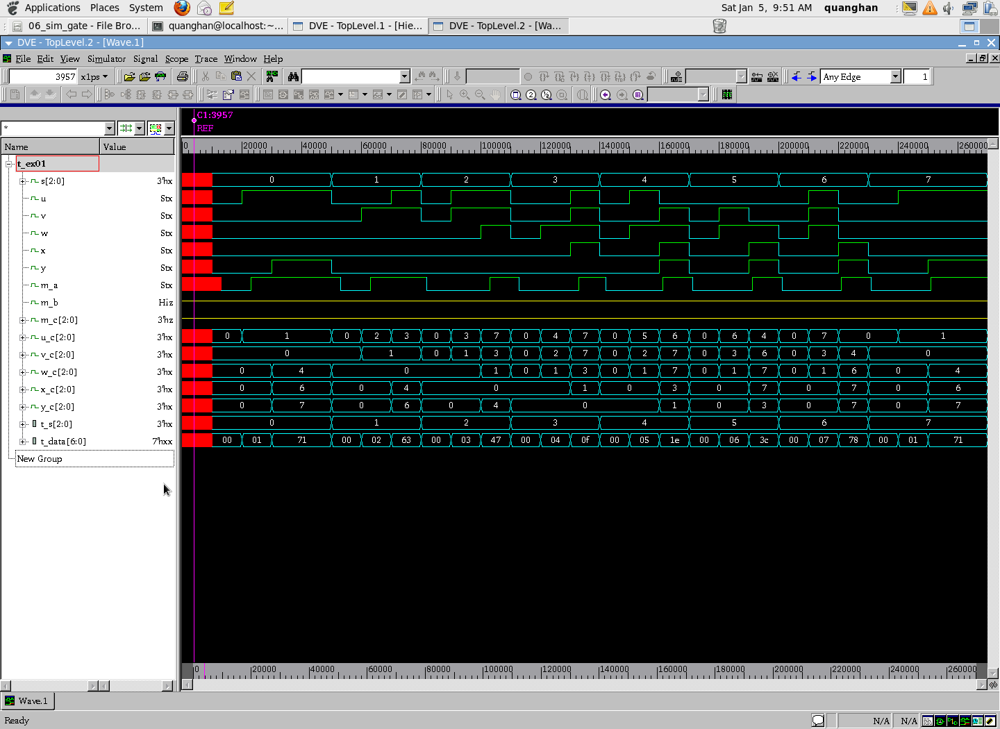 Applications Places System Sat Jan 5, 9:51 AM quanghan
06_sim_gate - File Bro... quanghan@localhost:~... DVE - TopLevel.1 - [Hie... DVE - TopLevel.2 - [Wa...
DVE - TopLevel.2 - [Wave.1]
File Edit View Simulator Signal Scope Trace Window Help
3957 x1ps Any Edge 1
C1:3957
* REF
Name Value 0 20000 40000 60000 80000 100000 120000 140000 160000 180000 200000 220000 240000 260000
t_ex01
s[2:0] 3'hx 0 1 2 3 4 5 6 7
u Stx
v Stx
w Stx
x Stx
y Stx
m_a Stx
m_b Hiz
m_c[2:0] 3'hz
u_c[2:0] 3'hx 0 1 0 2 3 0 3 7 0 4 7 0 5 6 0 6 4 0 7 0 1
v_c[2:0] 3'hx 0 1 0 1 3 0 2 7 0 2 7 0 3 6 0 3 4 0
w_c[2:0] 3'hx 0 4 0 1 0 1 3 0 1 7 0 1 7 0 1 6 0 4
x_c[2:0] 3'hx 0 6 0 4 0 1 0 3 0 7 0 7 0 6
y_c[2:0] 3'hx 0 7 0 6 0 4 0 1 0 3 0 7 0 7
t_s[2:0] 3'hx 0 1 2 3 4 5 6 7
t_data[6:0] 7'hxx 00 01 71 00 02 63 00 03 47 00 04 0f 00 05 1e 00 06 3c 00 07 78 00 01 71
New Group
0 20000 40000 60000 80000 100000 120000 140000 160000 180000 200000 220000 240000 260000
Wave.1
Ready N/A N/A